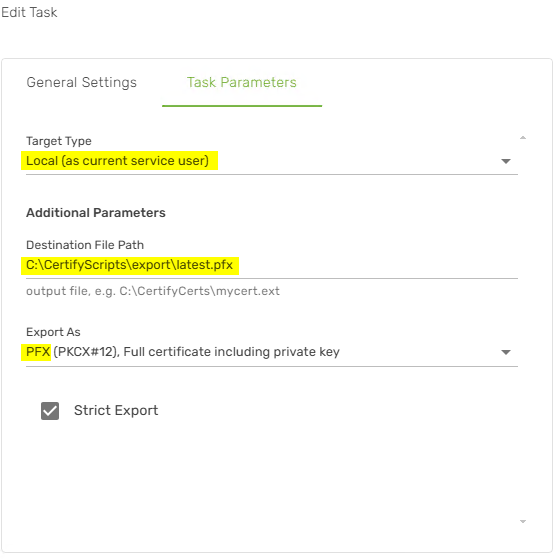 Edit Task
General Settings
Task Parameters
Target Type
Local (as current service user)
Additional Parameters
Destination File Path
C:\CertifyScripts\export\latest.pfx
output file, e.g. C:\CertifyCerts\mycert.ext
Export As
PFX (PKCX#12), Full certificate including private key
Strict Export